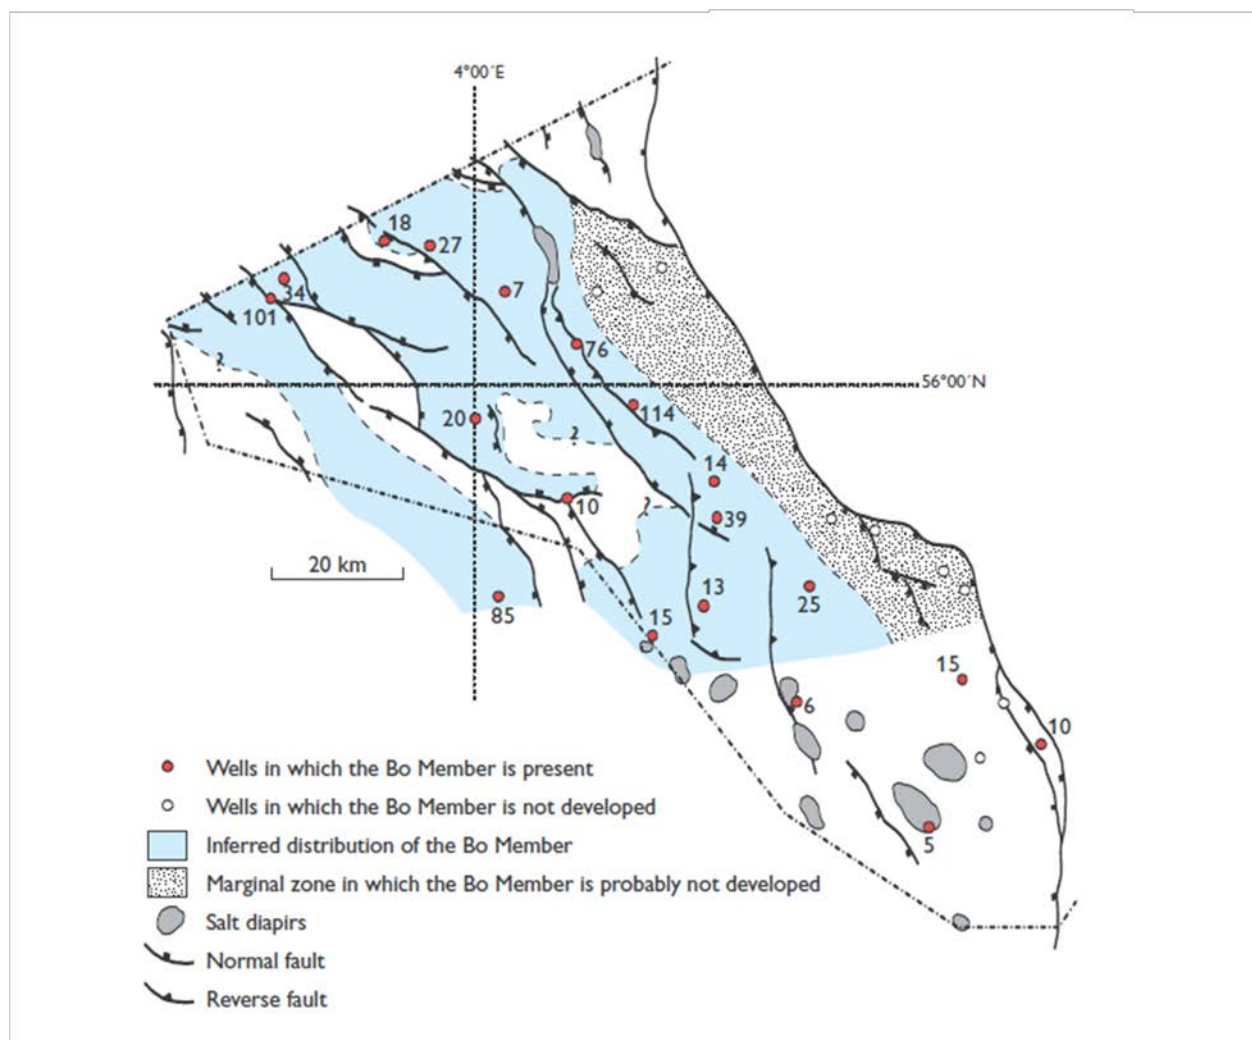 4°00´E
18
27
34
7
101
76
56°00´N
20
114
14
10
39
?
?
?
20 km
13
25
85
15
15
6
10
5
Wells in which the Bo Member is present
Wells in which the Bo Member is not developed
Inferred distribution of the Bo Member
Marginal zone in which the Bo Member is probably not developed
Salt diapirs
Normal fault
Reverse fault